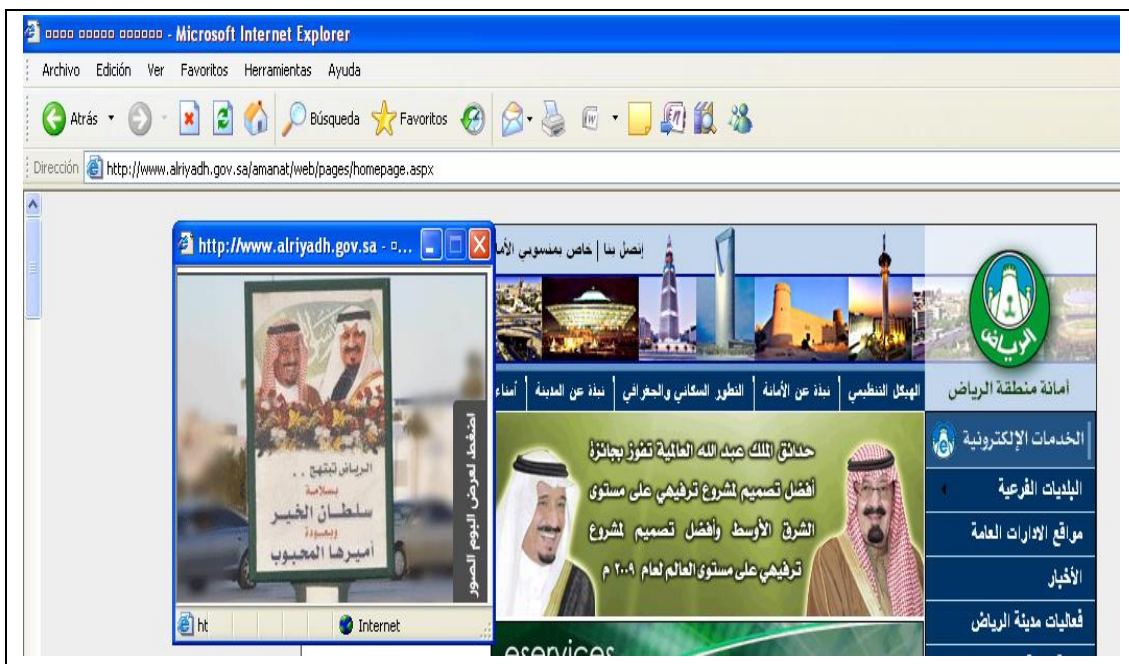 □□□□ □□□□□ □□□□□□ - Microsoft Internet Explorer
Archivo Edición Ver Favoritos Herramientas Ayuda
Atrás Búsqueda Favoritos
Dirección http://www.alriyadh.gov.sa/amanat/web/pages/homepage.aspx
http://www.alriyadh.gov.sa - □...
إتصل بنا | خاص بمنسوبي الأما
الرياض
أمانة منطقة الرياض
الهيكل التنظيمي | نبذة عن الأمانة | التطور السكاني والجغرافي | نبذة عن المدينة | أمناء
الرياض تبتهج . .
بسلامة
سلطان الخير
وبعودة
أميرها المحبوب
اضغط لعرض البوم الصور
ht Internet
حدائق الملك عبد الله العالمية تفوز بجائزة
أفضل تصميم لمشروع ترفيهي على مستوى
الشرق الأوسط وأفضل تصميم لمشروع
ترفيهي على مستوى العالم لعام ٢٠٠٩ م
الخدمات الإلكترونية
البلديات الفرعية
مواقع الادارات العامة
الأخبار
فعاليات مدينة الرياض
eservices